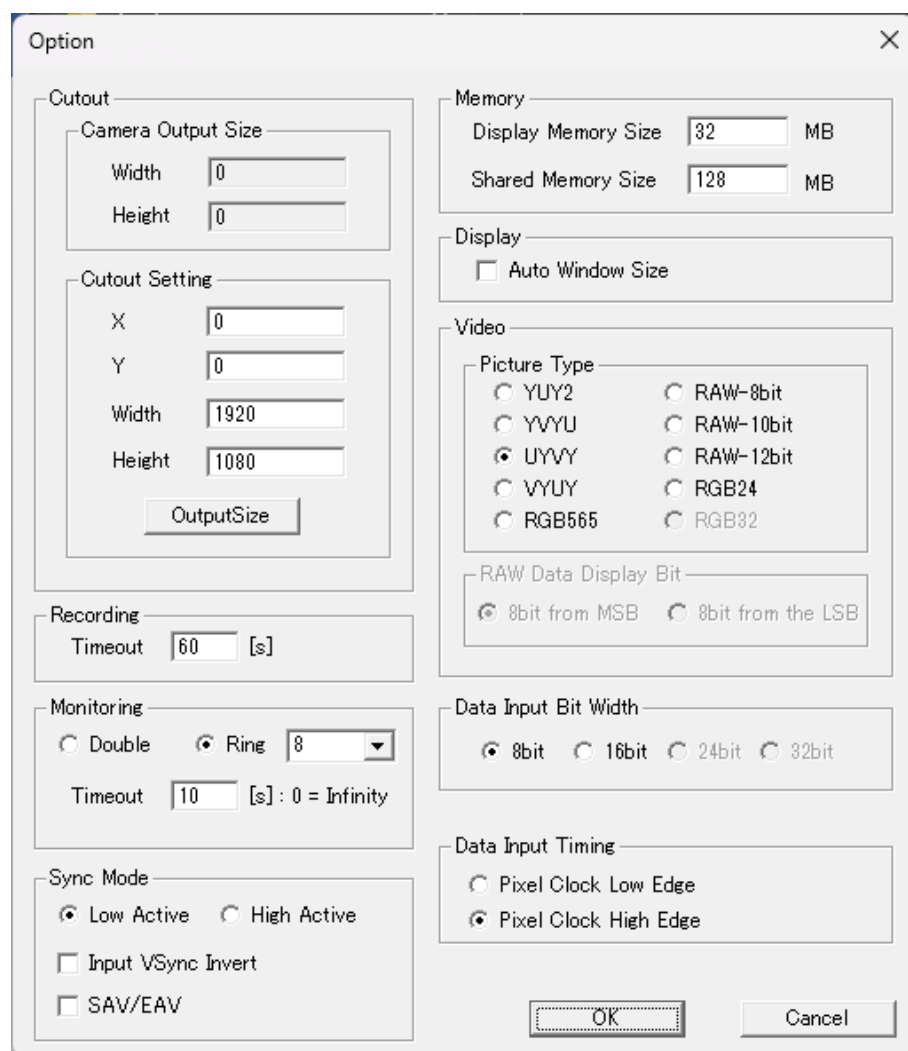 Option
Cutout
Camera Output Size
Width 0
Height 0
Cutout Setting
X 0
Y 0
Width 1920
Height 1080
OutputSize
Recording
Timeout 60 [s]
Monitoring
Double Ring 8
Timeout 10 [s] : 0 = Infinity
Sync Mode
Low Active High Active
Input VSync Invert
SAV/EAV
Memory
Display Memory Size 32 MB
Shared Memory Size 128 MB
Display
Auto Window Size
Video
Picture Type
YUY2 RAW-8bit
YVYU RAW-10bit
UYVY RAW-12bit
VYUY RGB24
RGB565 RGB32
RAW Data Display Bit
8bit from MSB 8bit from the LSB
Data Input Bit Width
8bit 16bit 24bit 32bit
Data Input Timing
Pixel Clock Low Edge
Pixel Clock High Edge
OK Cancel